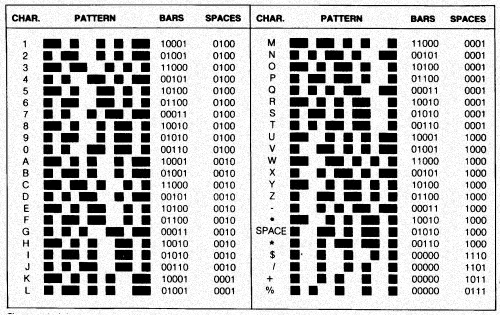 CHAR. PATTERN BARS SPACES
1 10001 0100
2 01001 0100
3 11000 0100
4 00101 0100
5 10100 0100
6 01100 0100
7 00011 0100
8 10010 0100
9 01010 0100
0 00110 0100
A 10001 0010
B 01001 0010
C 11000 0010
D 00101 0010
E 10100 0010
F 01100 0010
G 00011 0010
H 10010 0010
I 01010 0010
J 00110 0010
K 10001 0001
L 01001 0001
CHAR. PATTERN BARS SPACES
M 11000 0001
N 00101 0001
O 10100 0001
P 01100 0001
Q 00011 0001
R 10010 0001
S 01010 0001
T 00110 0001
U 10001 1000
V 01001 1000
W 11000 1000
X 00101 1000
Y 10100 1000
Z 01100 1000
- 00011 1000
• 10010 1000
SPACE 01010 1000
* 00110 1000
$ 00000 1110
/ 00000 1101
+ 00000 1011
% 00000 0111